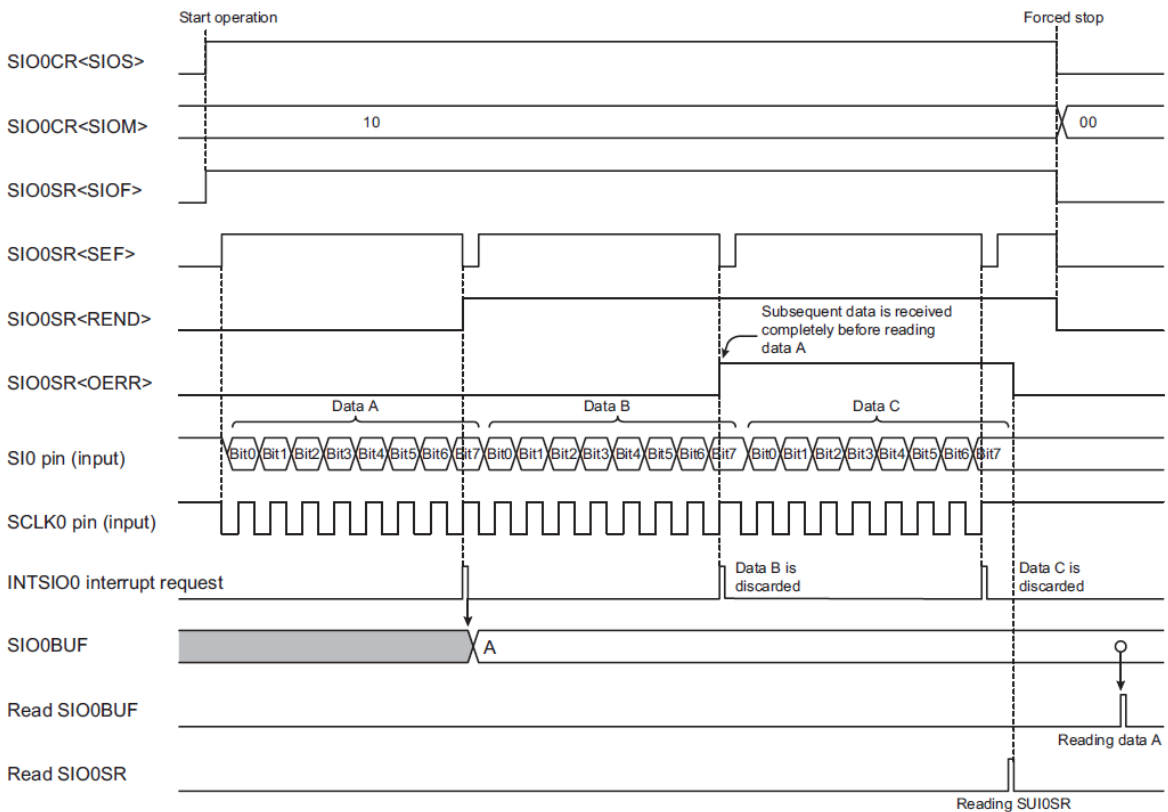 Start operation
Forced stop
SIO0CR<SIOS>
SIO0CR<SIOM>
10
00
SIO0SR<SIOF>
SIO0SR<SEF>
SIO0SR<REND>
Subsequent data is received
completely before reading
data A
SIO0SR<OERR>
Data A
Data B
Data C
SI0 pin (input)
Bit0 Bit1 Bit2 Bit3 Bit4 Bit5 Bit6 Bit7 Bit0 Bit1 Bit2 Bit3 Bit4 Bit5 Bit6 Bit7 Bit0 Bit1 Bit2 Bit3 Bit4 Bit5 Bit6 Bit7
SCLK0 pin (input)
INTSIO0 interrupt request
Data B is
discarded
Data C is
discarded
SIO0BUF
A
Read SIO0BUF
Reading data A
Read SIO0SR
Reading SUI0SR